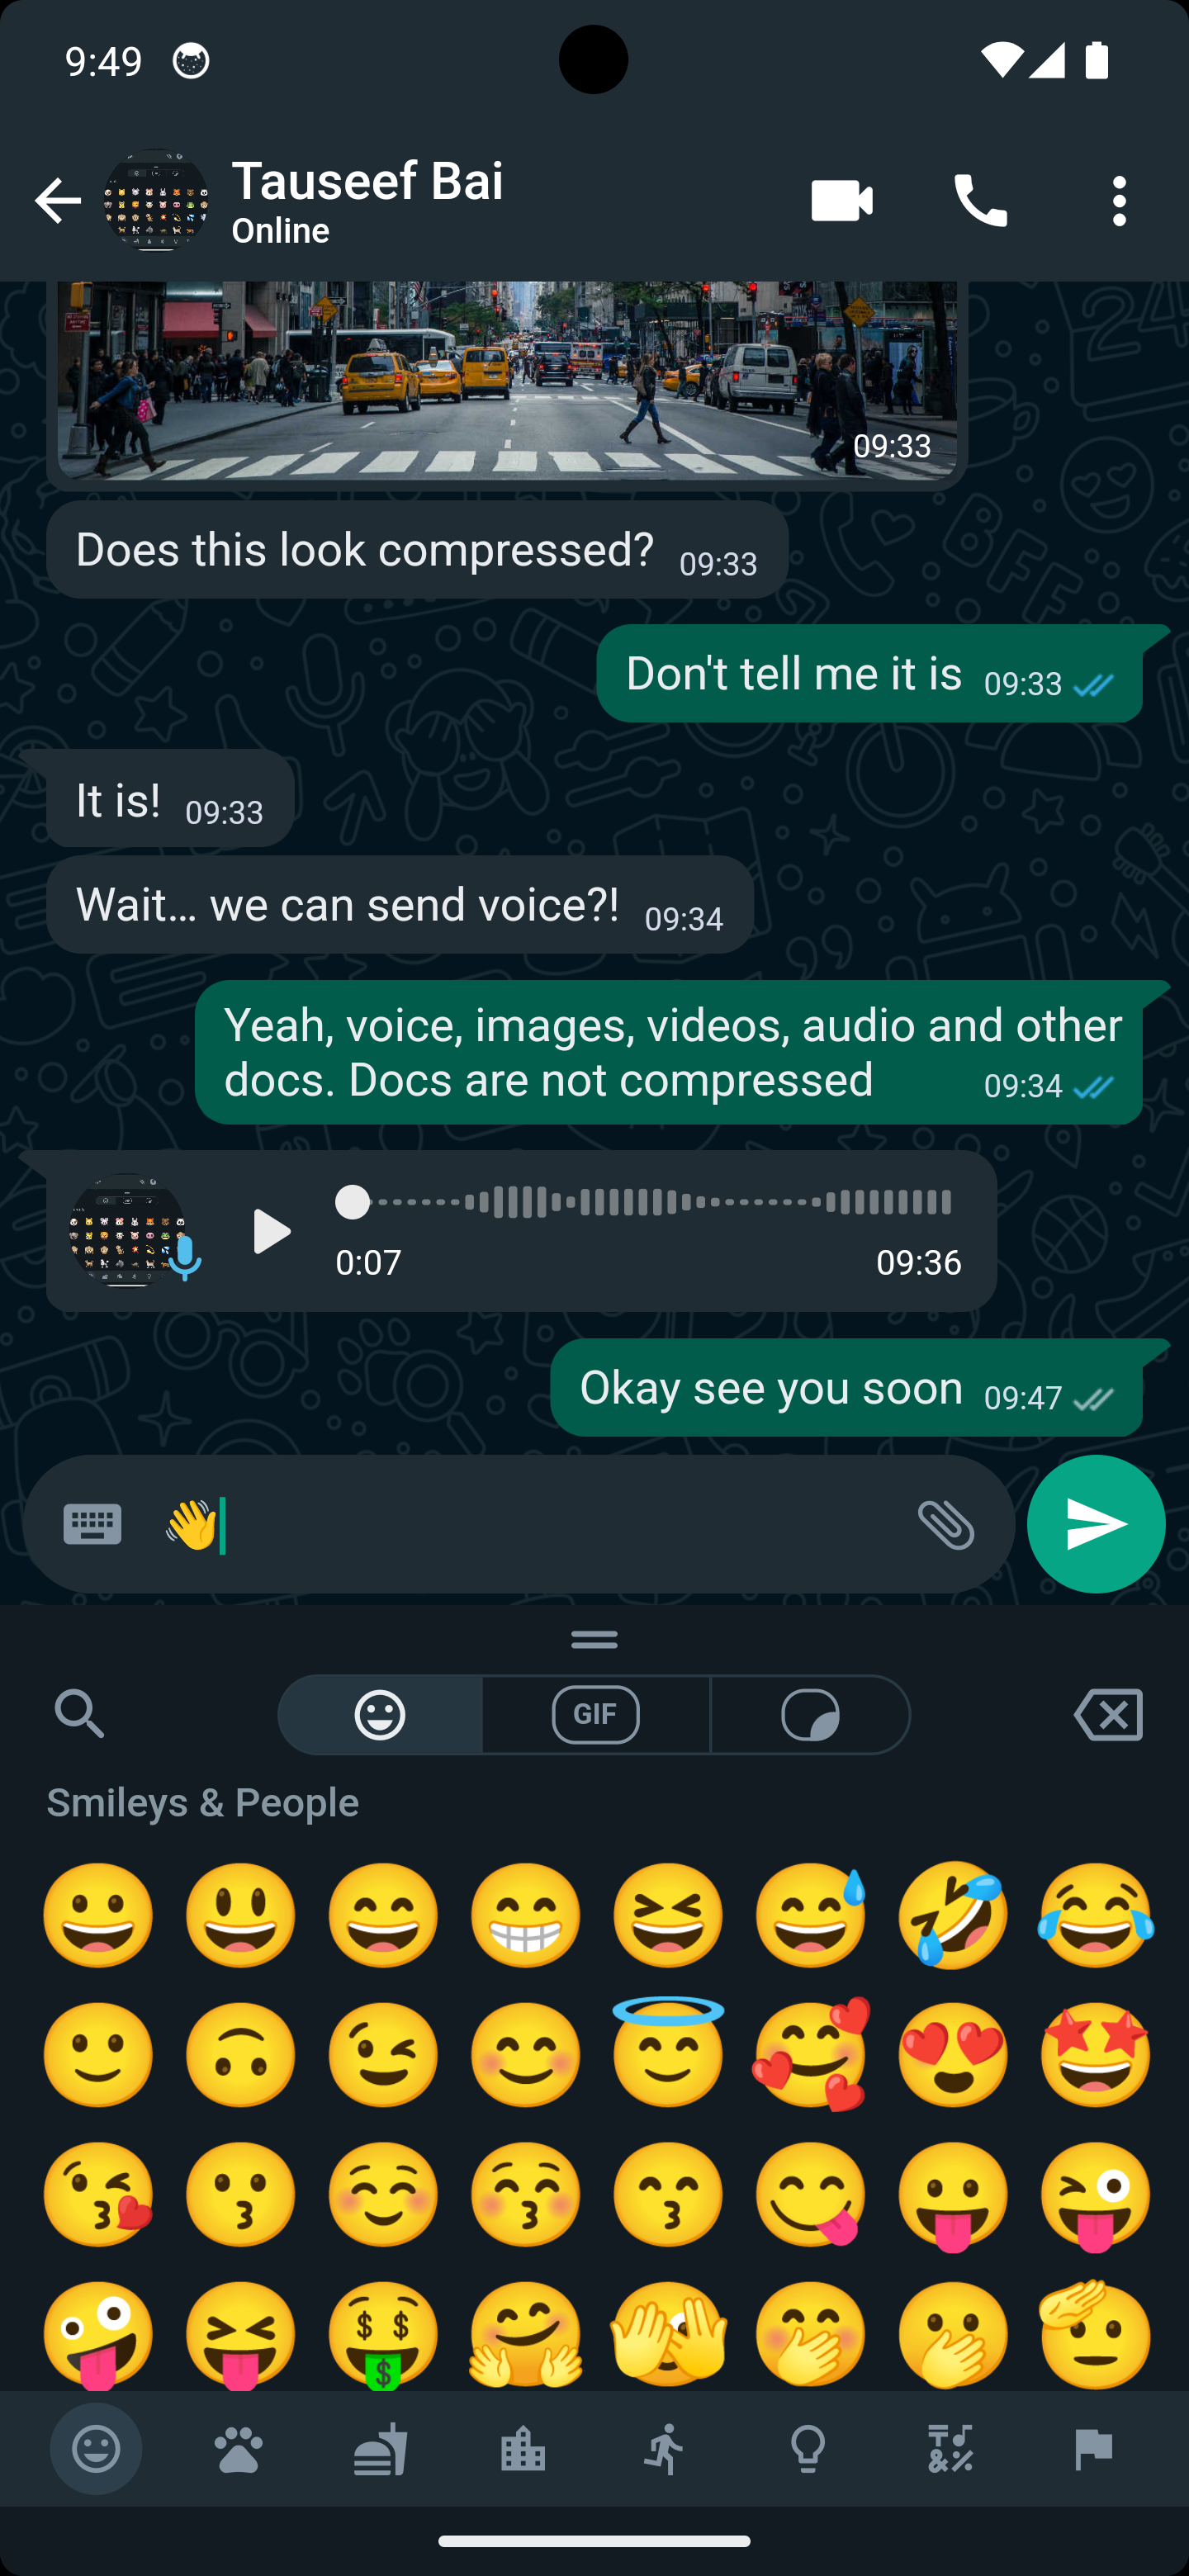 9:49
Tauseef Bai
Online
09:33
Does this look compressed? 09:33
Don't tell me it is 09:33
It is! 09:33
Wait... we can send voice?! 09:34
Yeah, voice, images, videos, audio and other
docs. Docs are not compressed 09:34
0:07 09:36
Okay see you soon 09:47
GIF
Smileys & People